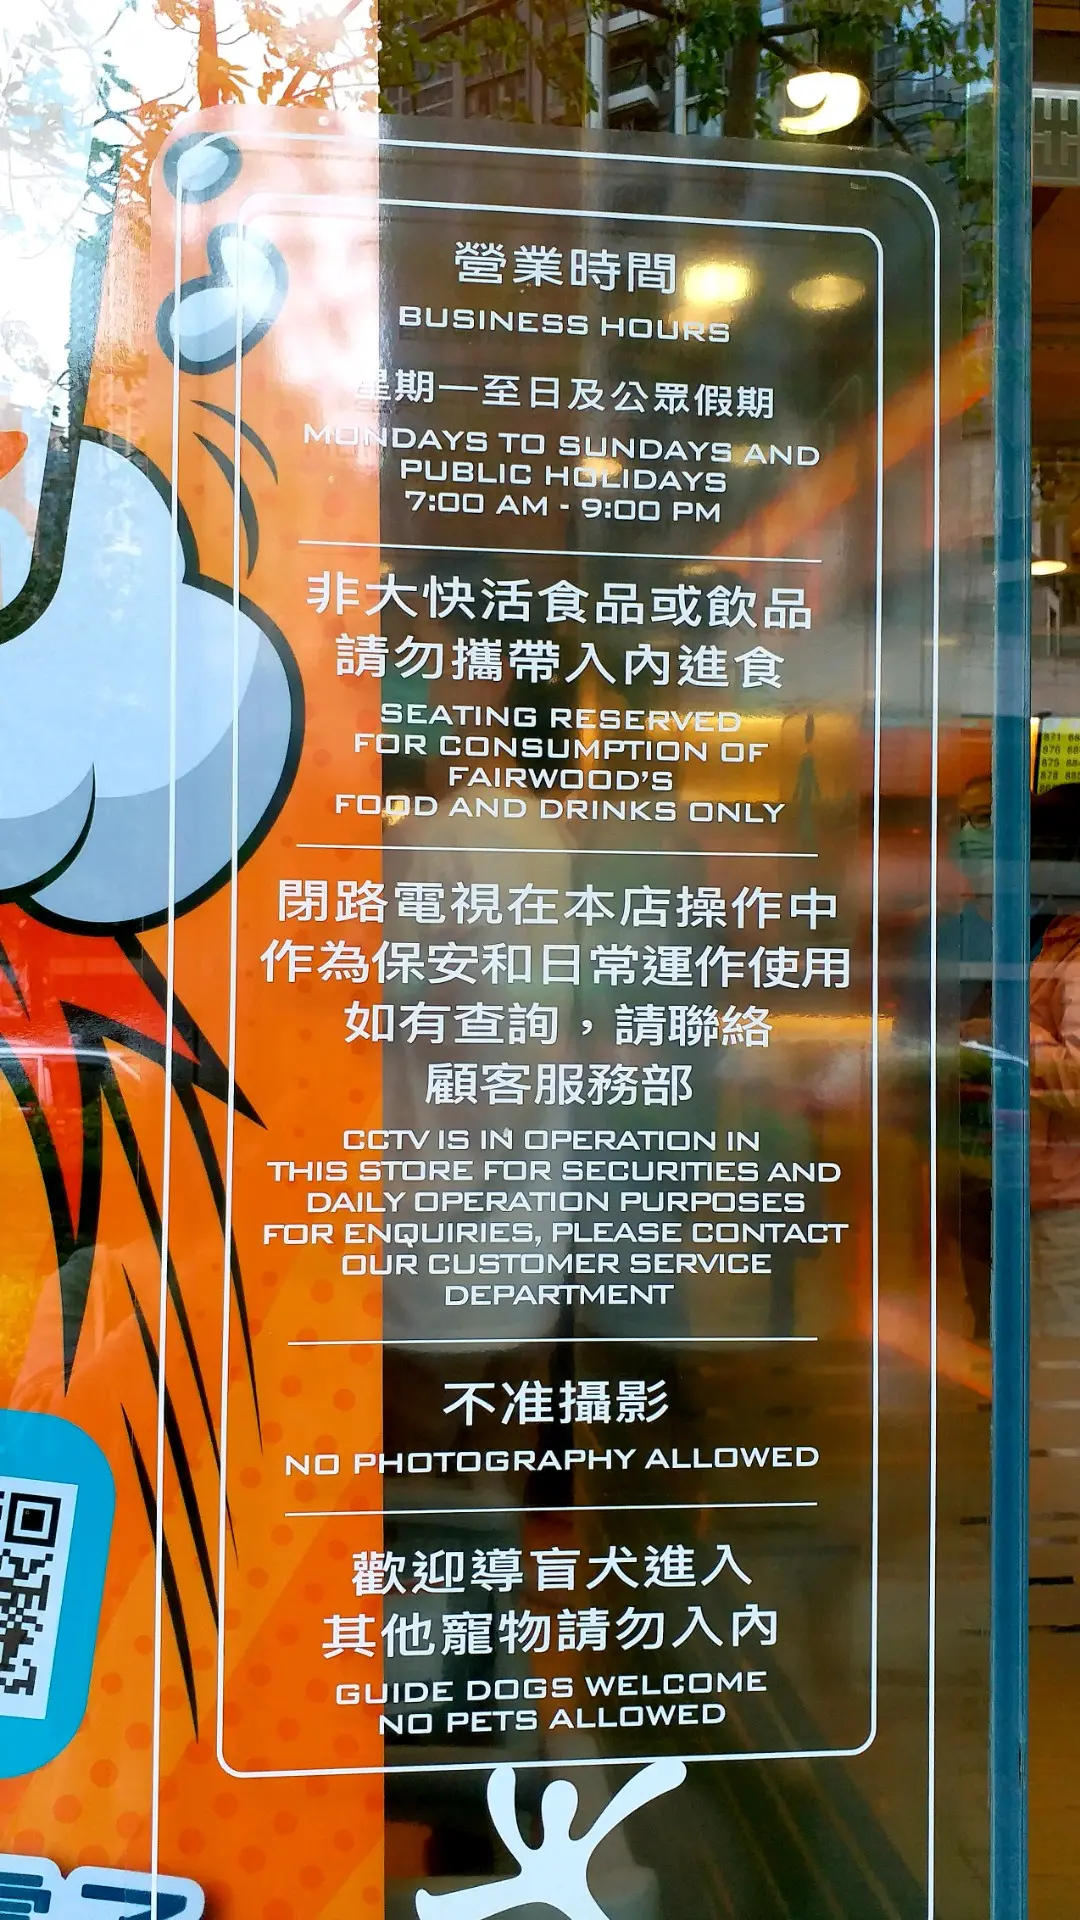 營業時間
BUSINESS HOURS
星期一至日及公眾假期
MONDAYS TO SUNDAYS AND
PUBLIC HOLIDAYS
7:00 AM - 9:00 PM
非大快活食品或飲品
請勿攜帶入內進食
SEATING RESERVED
FOR CONSUMPTION OF
FAIRWOOD'S
FOOD AND DRINKS ONLY
閉路電視在本店操作中
作為保安和日常運作使用
如有查詢，請聯絡
顧客服務部
CCTV IS IN OPERATION IN
THIS STORE FOR SECURITIES AND
DAILY OPERATION PURPOSES
FOR ENQUIRIES, PLEASE CONTACT
OUR CUSTOMER SERVICE
DEPARTMENT
不准攝影
NO PHOTOGRAPHY ALLOWED
歡迎導盲犬進入
其他寵物請勿入內
GUIDE DOGS WELCOME
NO PETS ALLOWED